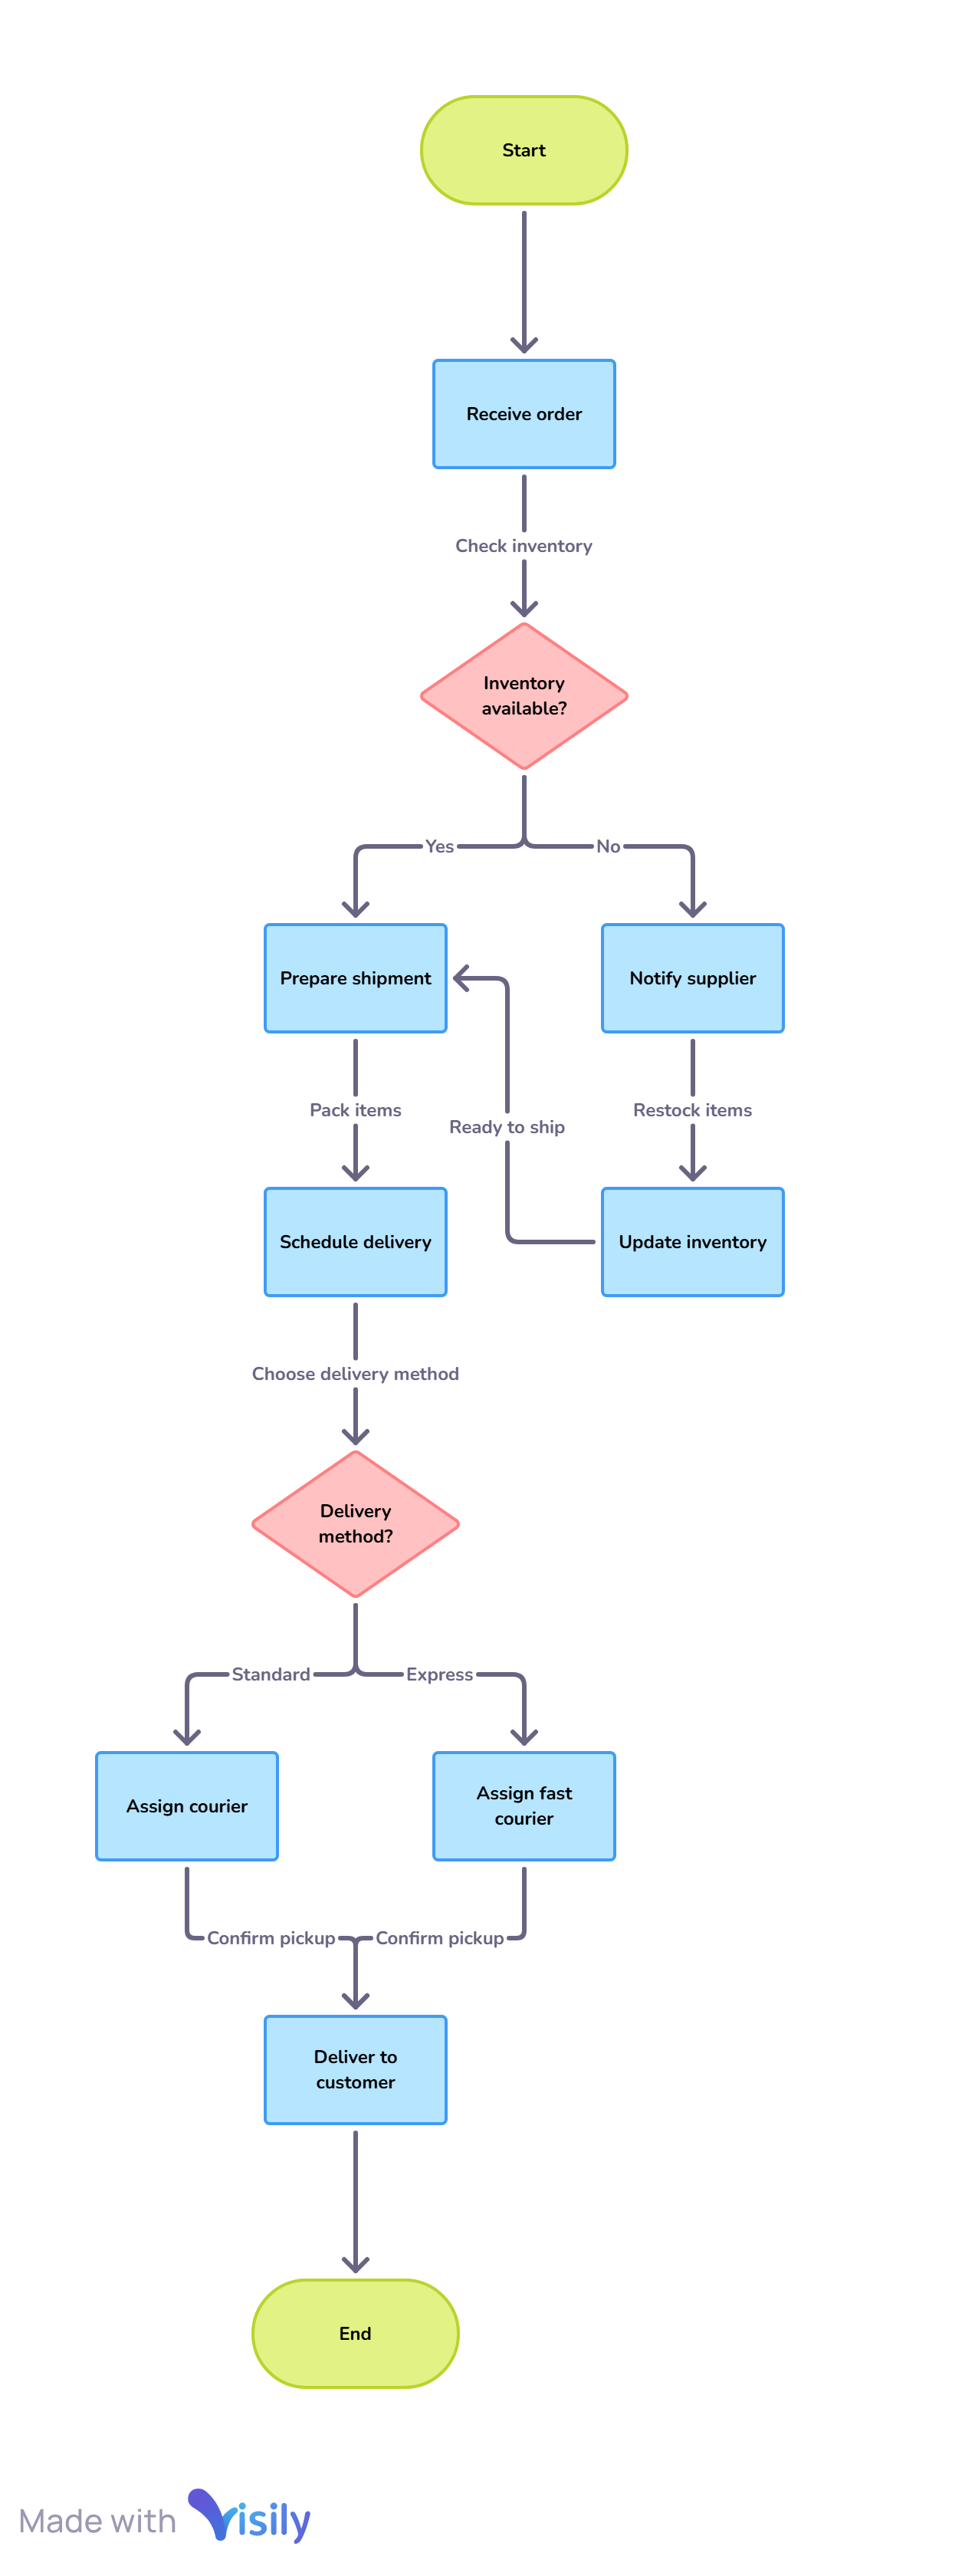 Start
Receive order
Check inventory
Inventory
available?
Yes
No
Prepare shipment
Notify supplier
Pack items
Ready to ship
Restock items
Schedule delivery
Update inventory
Choose delivery method
Delivery
method?
Standard
Express
Assign courier
Assign fast
courier
Confirm pickup
Confirm pickup
Deliver to
customer
End
Made with Visily